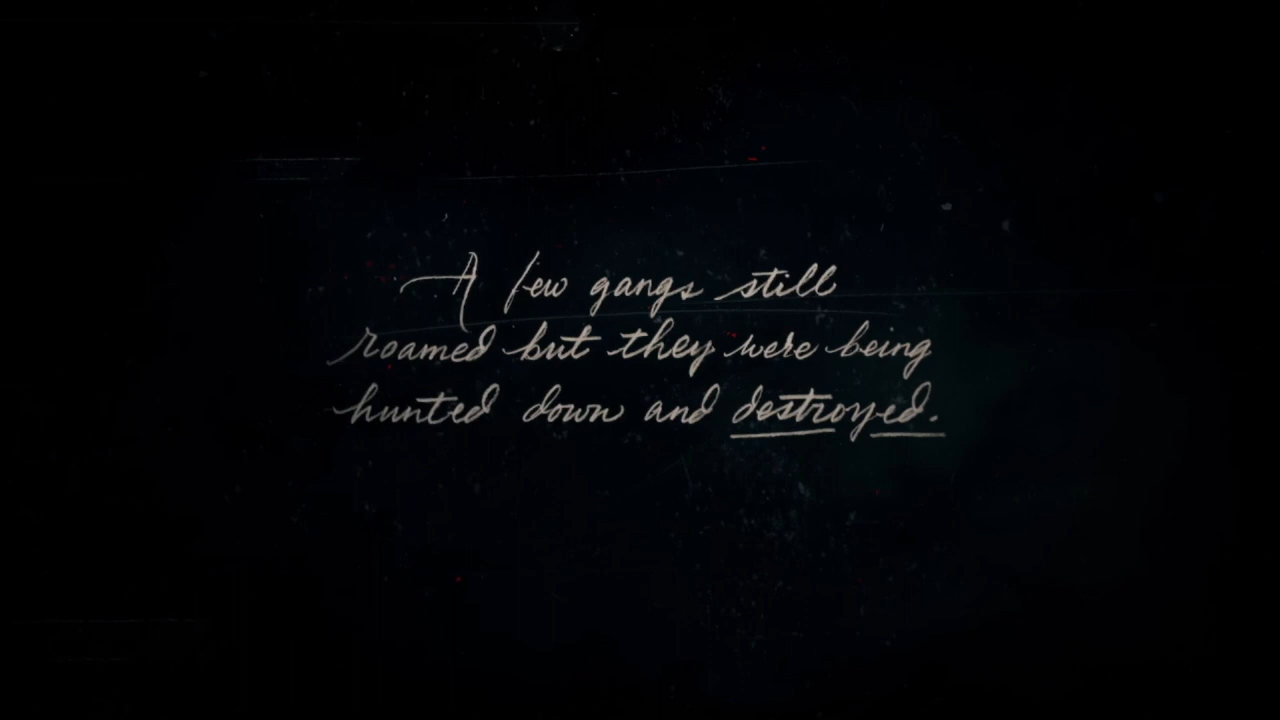 A few gangs still
roamed but they were being
hunted down and destroyed.